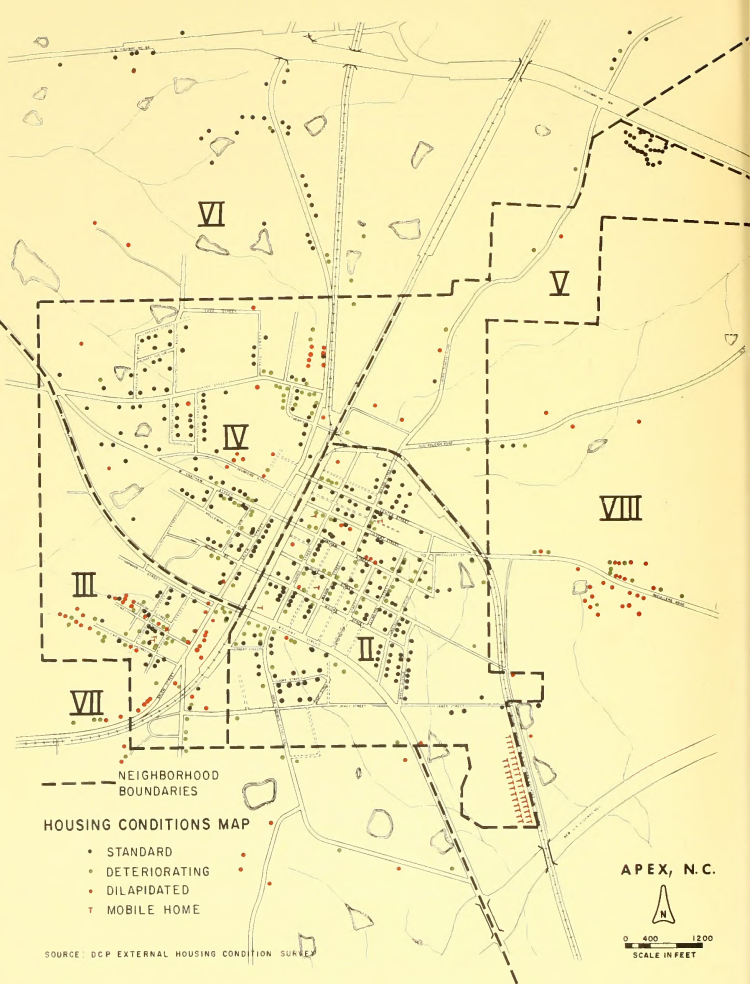 VI
V
IV
VIII
III
II
VII
NEIGHBORHOOD
BOUNDARIES
HOUSING CONDITIONS MAP
STANDARD
DETERIORATING
DILAPIDATED
T MOBILE HOME
SOURCE: DCP EXTERNAL HOUSING CONDITION SURVEY
APEX, N.C.
N
0 400 1200
SCALE IN FEET